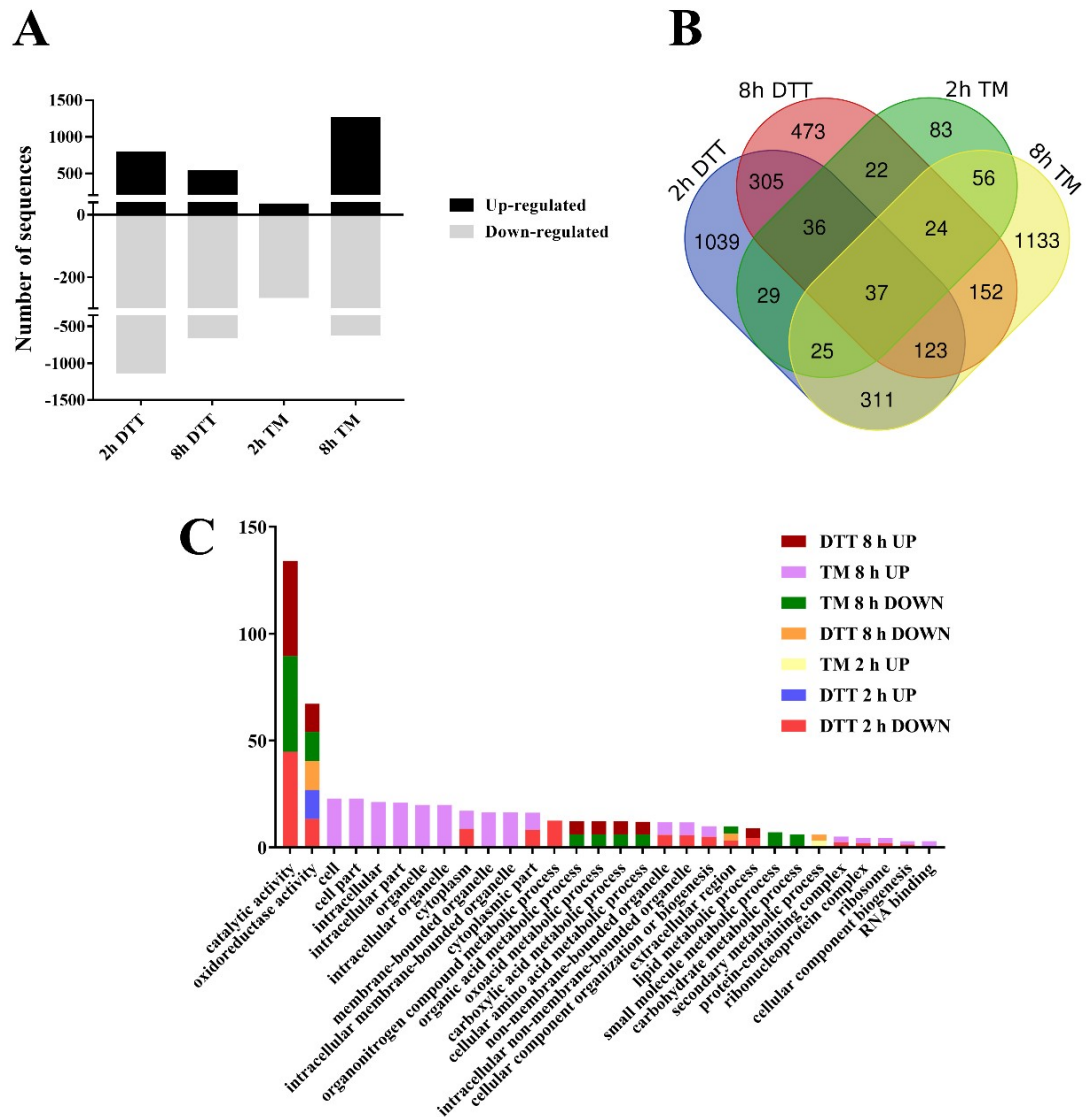 A
Number of sequences
1500
1000
500
0
-200
-500
-1000
-1500
2h DTT
8h DTT
2h TM
8h TM
Up-regulated
Down-regulated
B
8h DTT
2h TM
2h DTT
8h TM
473
83
305
22
56
1039
36
24
1133
29
37
152
25
123
311
C
150
100
50
0
DTT 8 h UP
TM 8 h UP
TM 8 h DOWN
DTT 8 h DOWN
TM 2 h UP
DTT 2 h UP
DTT 2 h DOWN
catalytic activity
oxidoreductase activity
cell
cell part
intracellular
intracellular part
organelle
intracellular organelle
cytoplasm
membrane-bounded organelle
intracellular membrane-bounded organelle
cytoplasmic part
organonitrogen compound metabolic process
organic acid metabolic process
oxoacid metabolic process
carboxylic acid metabolic process
cellular amino acid metabolic process
non-membrane-bounded organelle
intracellular non-membrane-bounded organelle
cellular component organization or biogenesis
extracellular region
lipid metabolic process
small molecule metabolic process
carbohydrate metabolic process
secondary metabolic process
protein-containing complex
ribonucleoprotein complex
ribosome
cellular component biogenesis
RNA binding